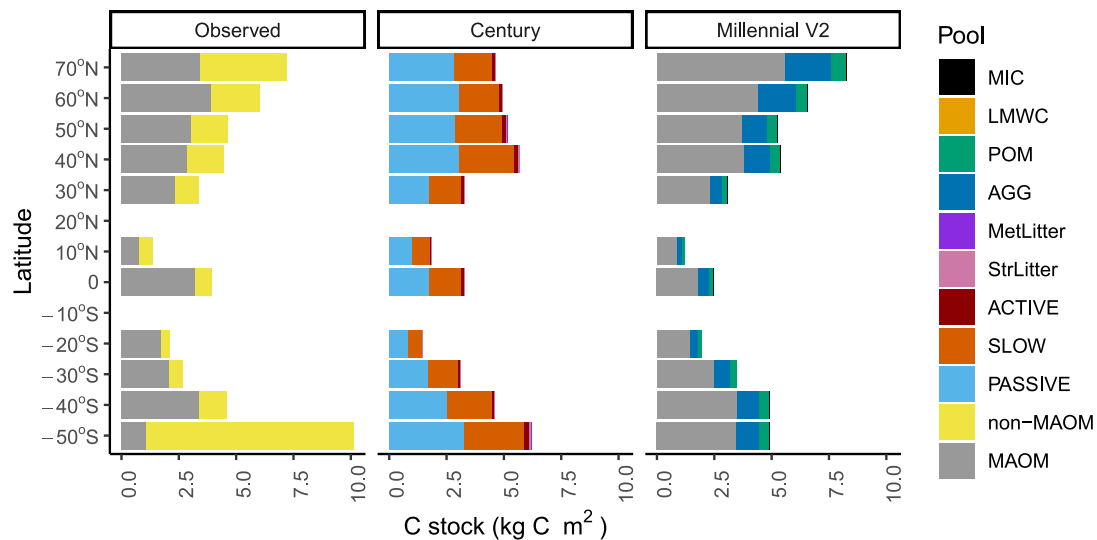 Observed
Century
Millennial V2
Latitude
70°N
60°N
50°N
40°N
30°N
20°N
10°N
0
−10°S
−20°S
−30°S
−40°S
−50°S
0.0 2.5 5.0 7.5 10.0
0.0 2.5 5.0 7.5 10.0
0.0 2.5 5.0 7.5 10.0
C stock (kg C m²)
Pool
MIC
LMWC
POM
AGG
MetLitter
StrLitter
ACTIVE
SLOW
PASSIVE
non−MAOM
MAOM